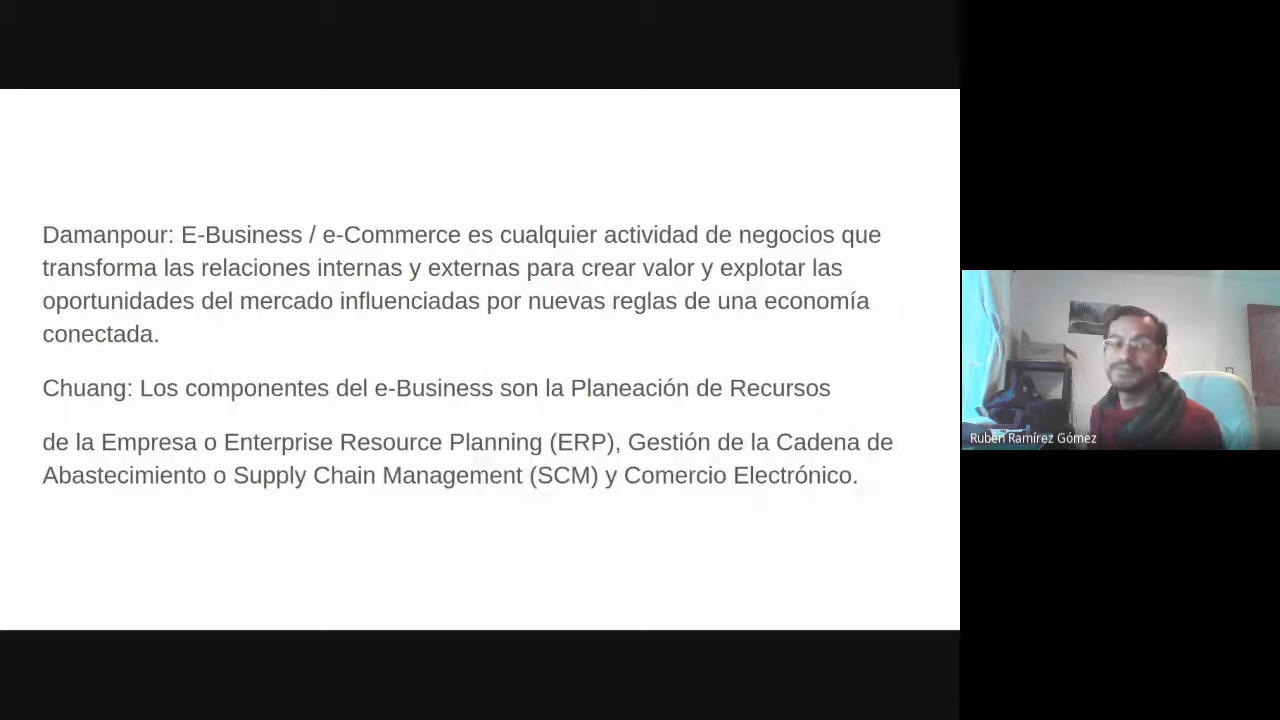 Damanpour: E-Business / e-Commerce es cualquier actividad de negocios que
transforma las relaciones internas y externas para crear valor y explotar las
oportunidades del mercado influenciadas por nuevas reglas de una economía
conectada.
Chuang: Los componentes del e-Business son la Planeación de Recursos
de la Empresa o Enterprise Resource Planning (ERP), Gestión de la Cadena de
Abastecimiento o Supply Chain Management (SCM) y Comercio Electrónico.
Rubén Ramírez Gómez